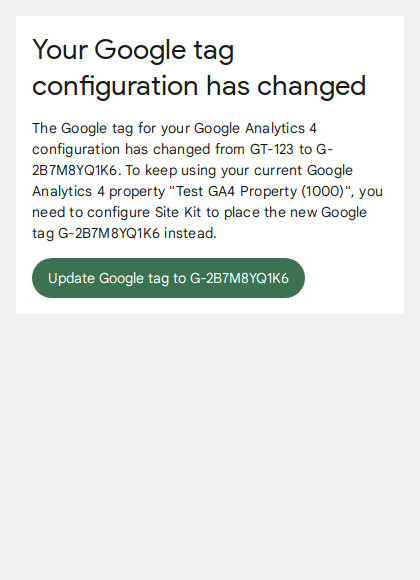 Your Google tag
configuration has changed
The Google tag for your Google Analytics 4
configuration has changed from GT-123 to G-
2B7M8YQ1K6. To keep using your current Google
Analytics 4 property "Test GA4 Property (1000)", you
need to configure Site Kit to place the new Google
tag G-2B7M8YQ1K6 instead.
Update Google tag to G-2B7M8YQ1K6